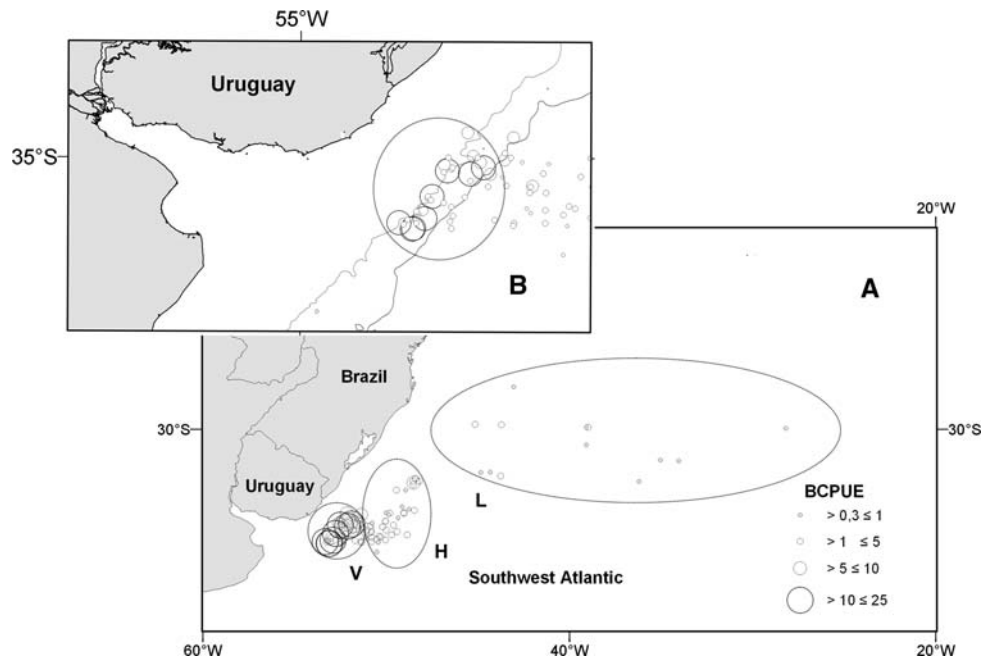 55°W
Uruguay
35°S
B
20°W
A
Brazil
30°S
30°S
Uruguay
L
BCPUE
> 0,3 ≤ 1
> 1 ≤ 5
> 5 ≤ 10
> 10 ≤ 25
H
V
Southwest Atlantic
60°W
40°W
20°W